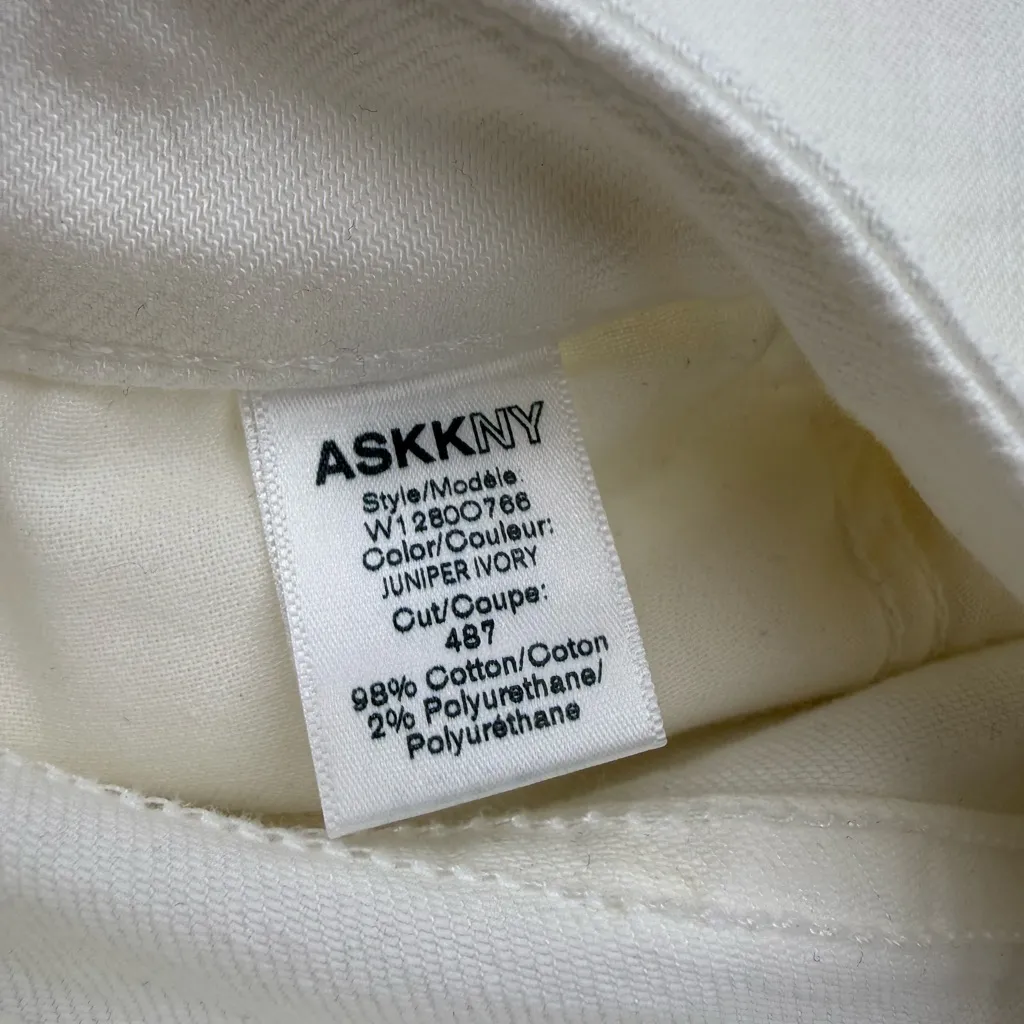 ASKKNY
Style/Modèle:
W1280O766
Color/Couleur:
JUNIPER IVORY
Cut/Coupe:
487
98% Cotton/Coton
2% Polyurethane/
Polyuréthane